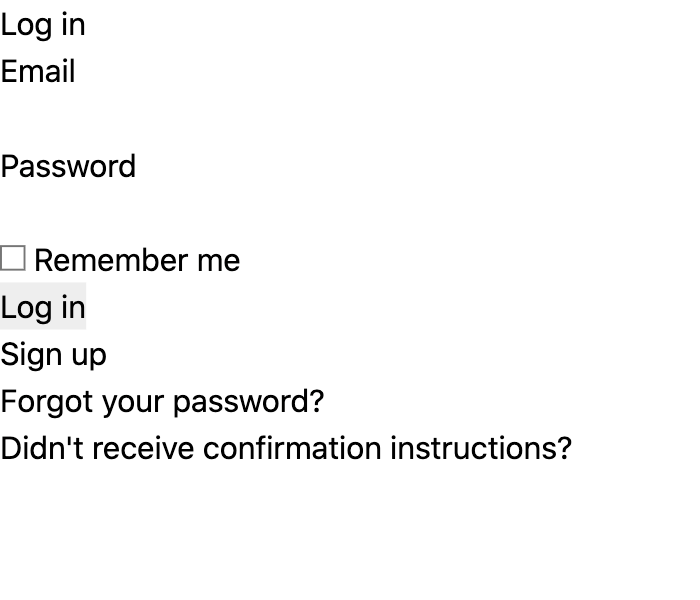 Log in
Email
Password
Remember me
Log in
Sign up
Forgot your password?
Didn't receive confirmation instructions?